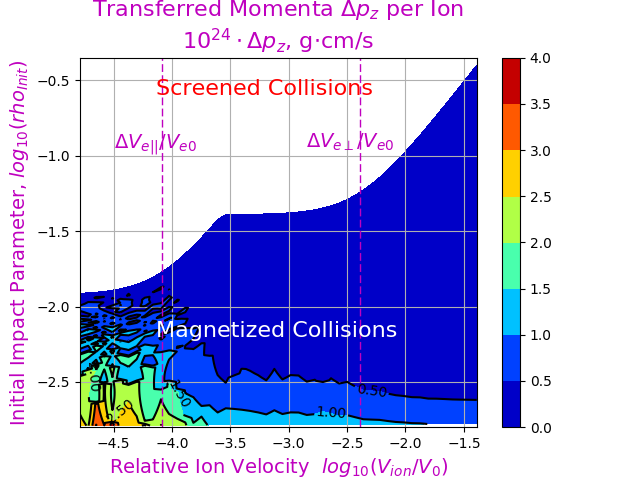 Transferred Momenta Δp_z per Ion
10^24 · Δp_z, g·cm/s
Initial Impact Parameter, log_10(rho_Init)
−0.5
−1.0
−1.5
−2.0
−2.5
Screened Collisions
ΔV_e||/V_e0
ΔV_e⊥/V_e0
Magnetized Collisions
0.50
1.00
−4.5
−4.0
−3.5
−3.0
−2.5
−2.0
−1.5
Relative Ion Velocity log_10(V_ion/V_0)
4.0
3.5
3.0
2.5
2.0
1.5
1.0
0.5
0.0